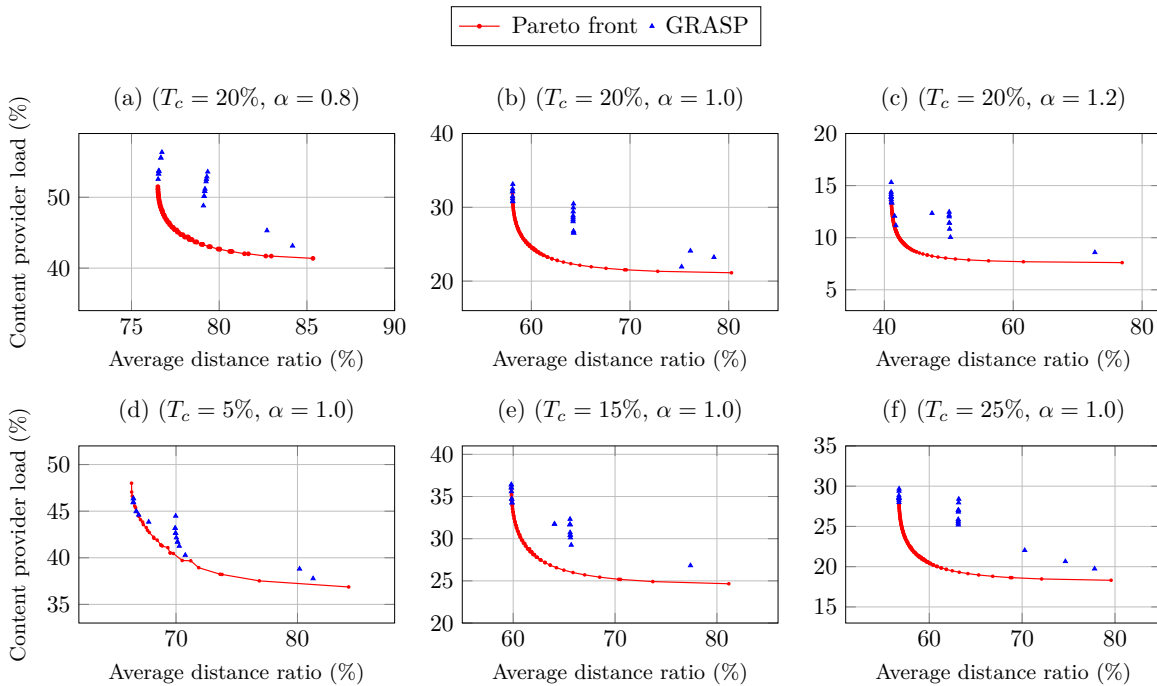 Pareto front GRASP
(a) (T_c = 20%, α = 0.8)
Content provider load (%)
50
40
75 80 85 90
Average distance ratio (%)
(b) (T_c = 20%, α = 1.0)
40
30
20
60 70 80
Average distance ratio (%)
(c) (T_c = 20%, α = 1.2)
20
15
10
5
40 60 80
Average distance ratio (%)
(d) (T_c = 5%, α = 1.0)
Content provider load (%)
50
45
40
35
70 80
Average distance ratio (%)
(e) (T_c = 15%, α = 1.0)
40
35
30
25
20
60 70 80
Average distance ratio (%)
(f) (T_c = 25%, α = 1.0)
35
30
25
20
15
60 70 80
Average distance ratio (%)